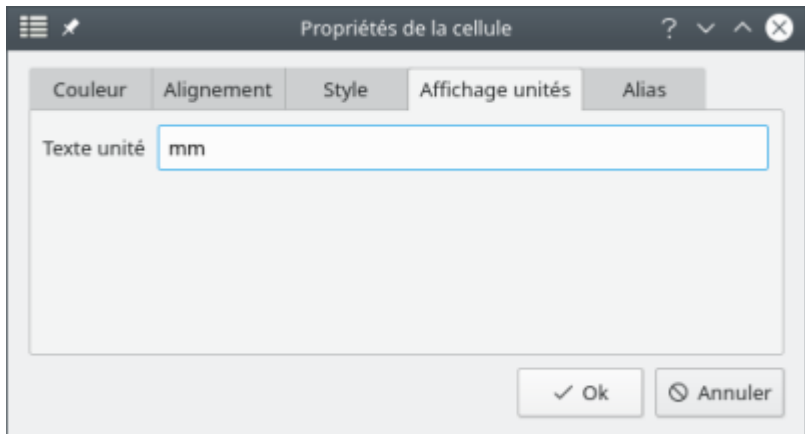 Propriétés de la cellule
Couleur Alignement Style Affichage unités Alias
Texte unité mm
Ok Annuler